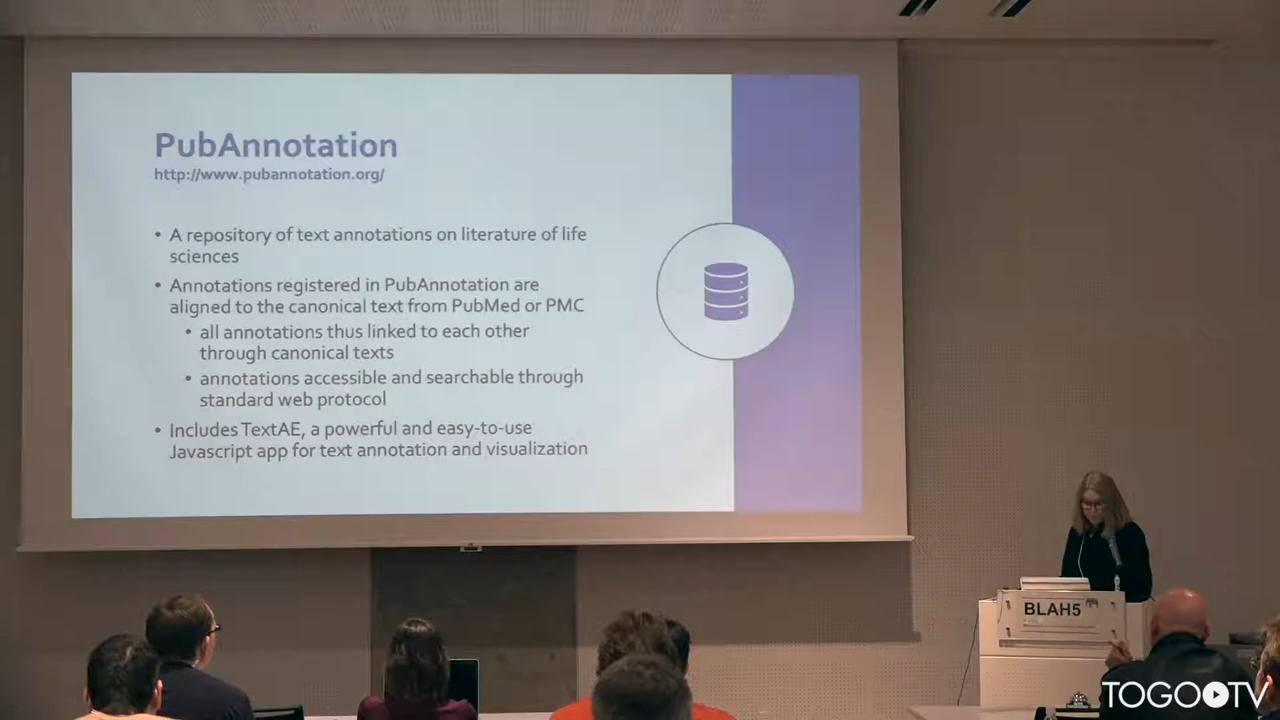 PubAnnotation
http://www.pubannotation.org/
• A repository of text annotations on literature of life
sciences
• Annotations registered in PubAnnotation are
aligned to the canonical text from PubMed or PMC
• all annotations thus linked to each other
through canonical texts
• annotations accessible and searchable through
standard web protocol
• Includes TextAE, a powerful and easy-to-use
Javascript app for text annotation and visualization
BLAH5
TOGOTV